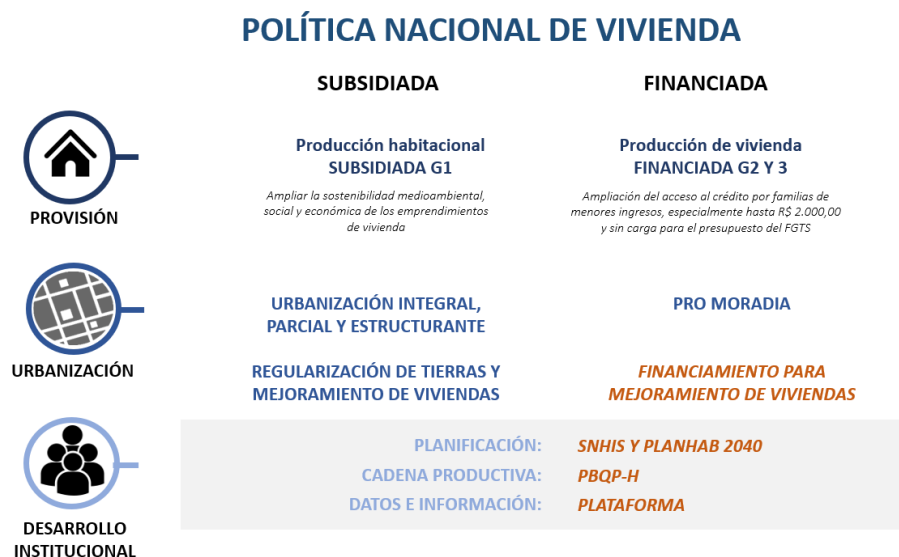 POLÍTICA NACIONAL DE VIVIENDA
SUBSIDIADA
FINANCIADA
PROVISIÓN
Producción habitacional
SUBSIDIADA G1
Ampliar la sostenibilidad medioambiental,
social y económica de los emprendimientos
de vivienda
Producción de vivienda
FINANCIADA G2 Y 3
Ampliación del acceso al crédito por familias de
menores ingresos, especialmente hasta R$ 2.000,00
y sin carga para el presupuesto del FGTS
URBANIZACIÓN
URBANIZACIÓN INTEGRAL,
PARCIAL Y ESTRUCTURANTE
PRO MORADIA
REGULARIZACIÓN DE TIERRAS Y
MEJORAMIENTO DE VIVIENDAS
FINANCIAMIENTO PARA
MEJORAMIENTO DE VIVIENDAS
DESARROLLO
INSTITUCIONAL
PLANIFICACIÓN: SNHIS Y PLANHAB 2040
CADENA PRODUCTIVA: PBQP-H
DATOS E INFORMACIÓN: PLATAFORMA